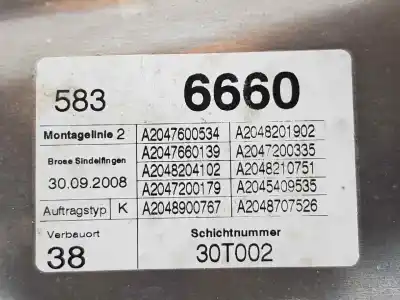 583 6660
Montagelinie 2 A2047600534 A2048201902
Brose Sindelfingen A2047660139 A2047200335
30.09.2008 A2048204102 A2048210751
A2047200179 A2045409535
Auftragstyp K A2048900767 A2048707526
Verbauort Schichtnummer
38 30T002